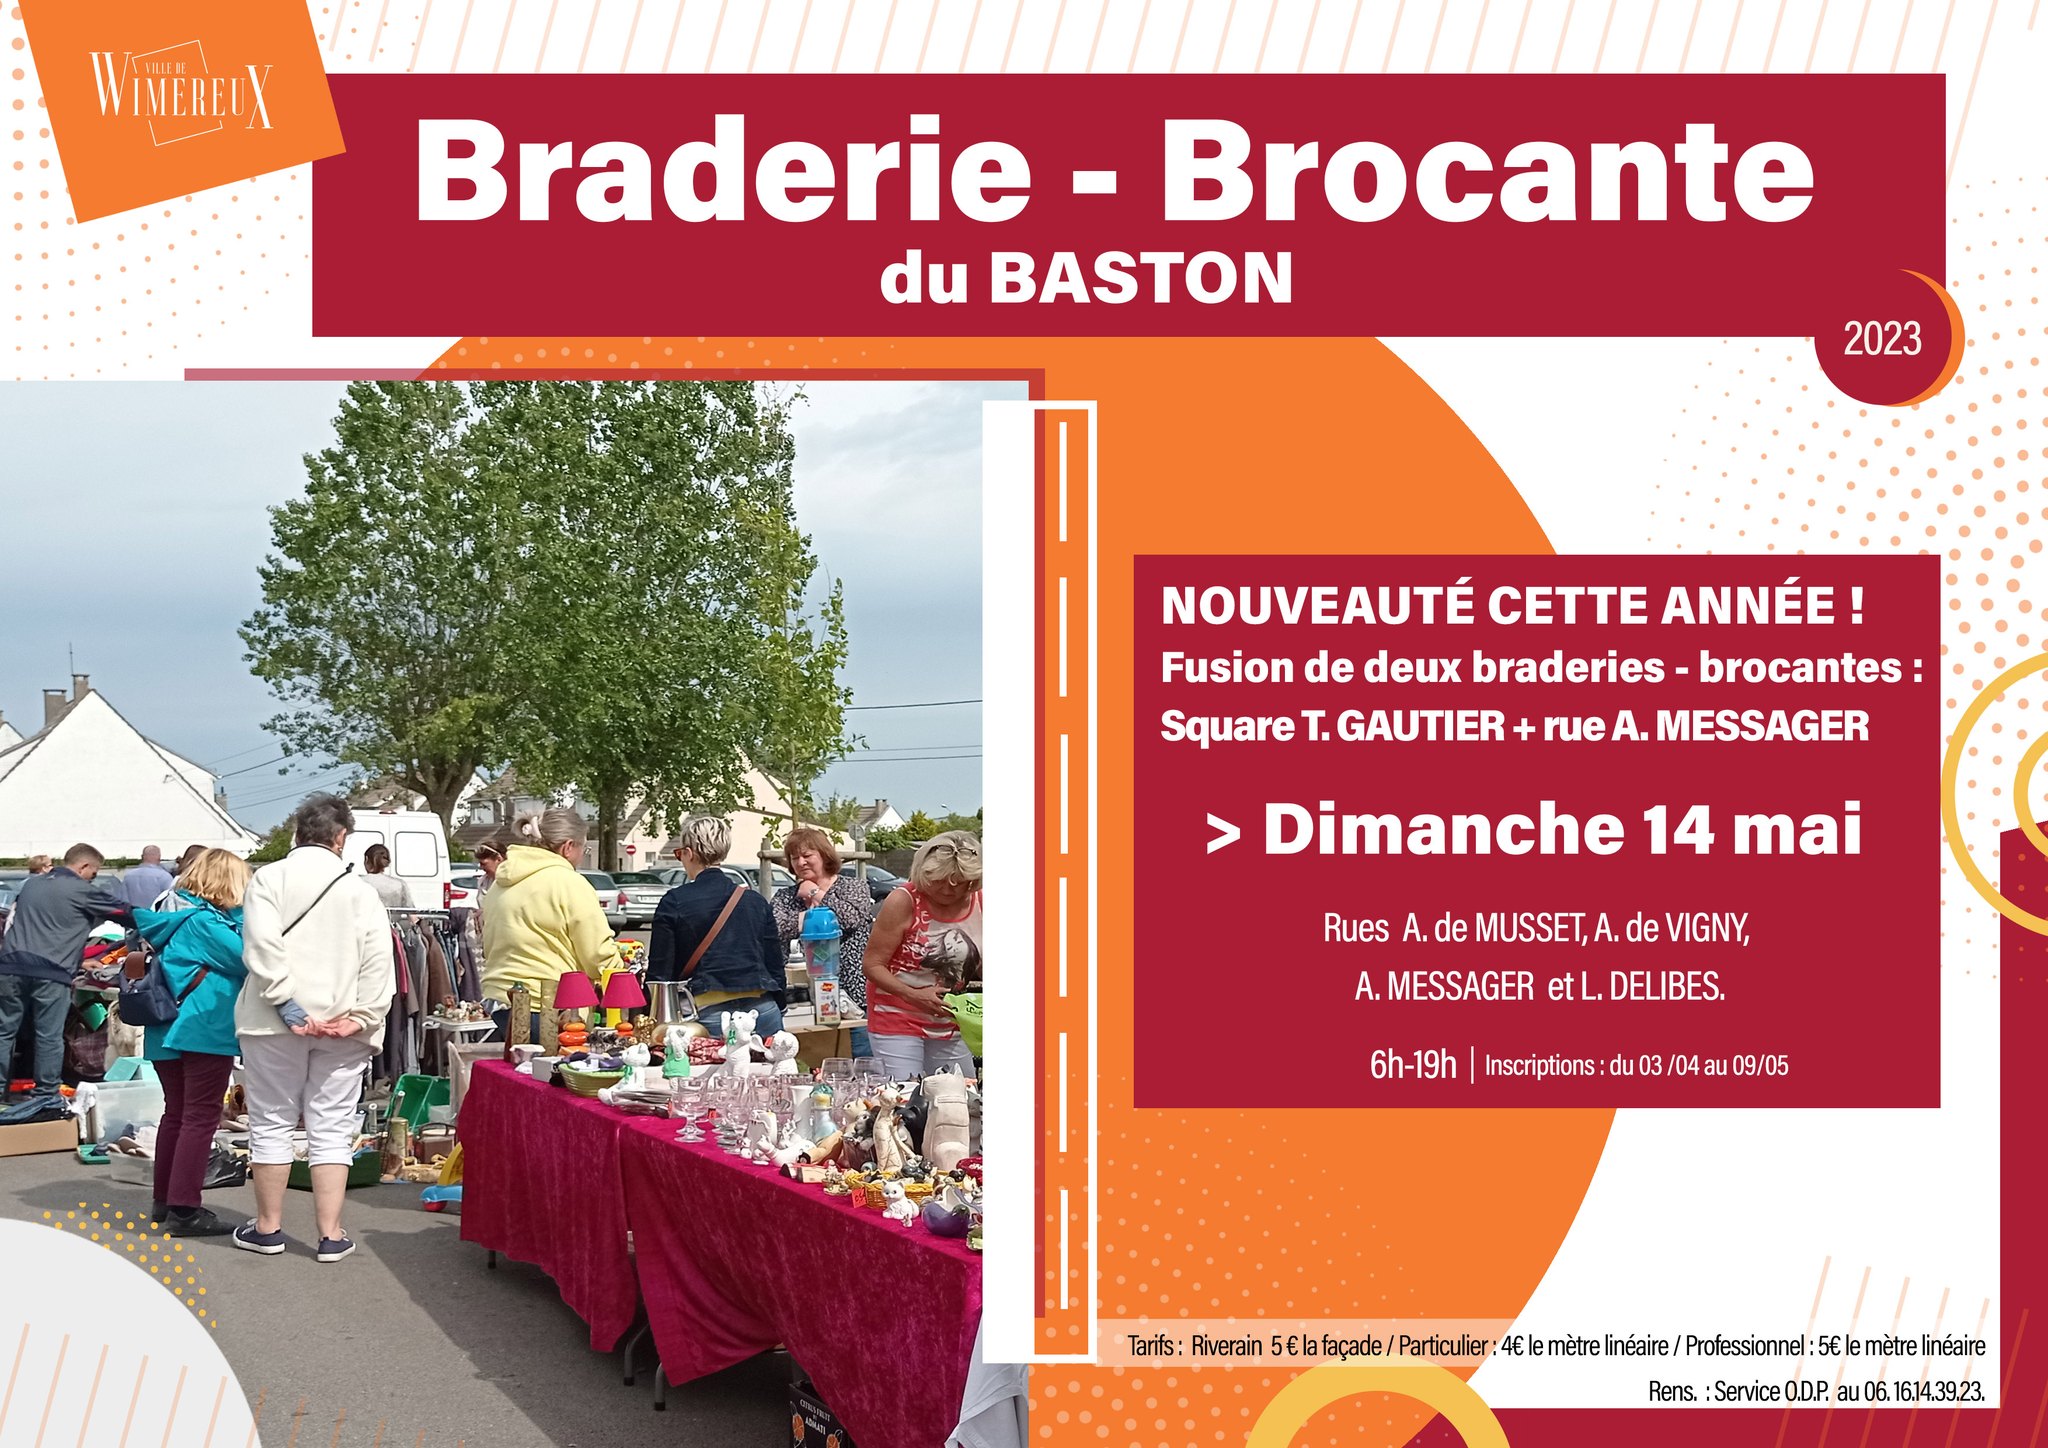 VILLE DE
WIMEREUX
Braderie - Brocante
du BASTON
2023
NOUVEAUTÉ CETTE ANNÉE !
Fusion de deux braderies - brocantes :
Square T. GAUTIER + rue A. MESSAGER
> Dimanche 14 mai
Rues A. de MUSSET, A. de VIGNY,
A. MESSAGER et L. DELIBES.
6h-19h | Inscriptions : du 03 /04 au 09/05
Tarifs : Riverain 5 € la façade / Particulier : 4€ le mètre linéaire / Professionnel : 5€ le mètre linéaire
Rens. : Service O.D.P. au 06.16.14.39.23.
CITRUS FRUIT
ADMATI